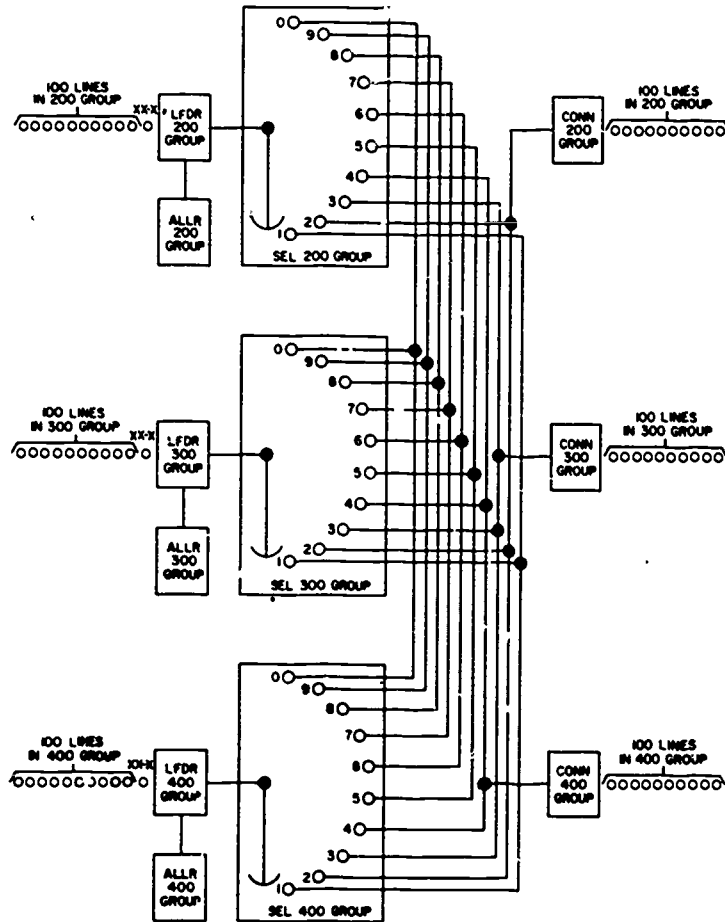 0
9
8
7
6
5
4
3
2
1
100 LINES
IN 200 GROUP
XX-X
LFDR
200
GROUP
ALLR
200
GROUP
SEL 200 GROUP
CONN
200
GROUP
100 LINES
IN 200 GROUP
0
9
8
7
6
5
4
3
2
1
100 LINES
IN 300 GROUP
XX-X
LFDR
300
GROUP
ALLR
300
GROUP
SEL 300 GROUP
CONN
300
GROUP
100 LINES
IN 300 GROUP
0
9
8
7
6
5
4
3
2
1
100 LINES
IN 400 GROUP
XX-X
LFDR
400
GROUP
ALLR
400
GROUP
SEL 400 GROUP
CONN
400
GROUP
100 LINES
IN 400 GROUP